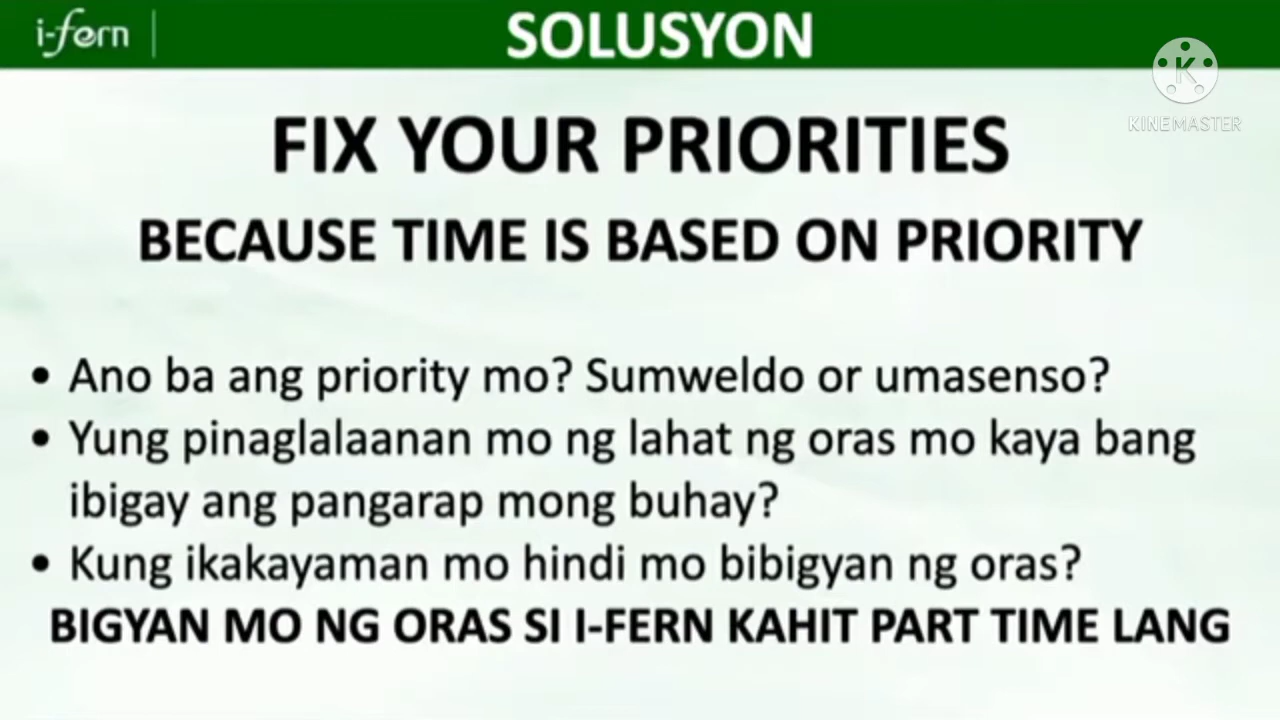 i-fern
SOLUSYON
K
KINEMASTER
FIX YOUR PRIORITIES
BECAUSE TIME IS BASED ON PRIORITY
• Ano ba ang priority mo? Sumweldo or umasenso?
• Yung pinaglalaanan mo ng lahat ng oras mo kaya bang
ibigay ang pangarap mong buhay?
• Kung ikakayaman mo hindi mo bibigyan ng oras?
BIGYAN MO NG ORAS SI I-FERN KAHIT PART TIME LANG